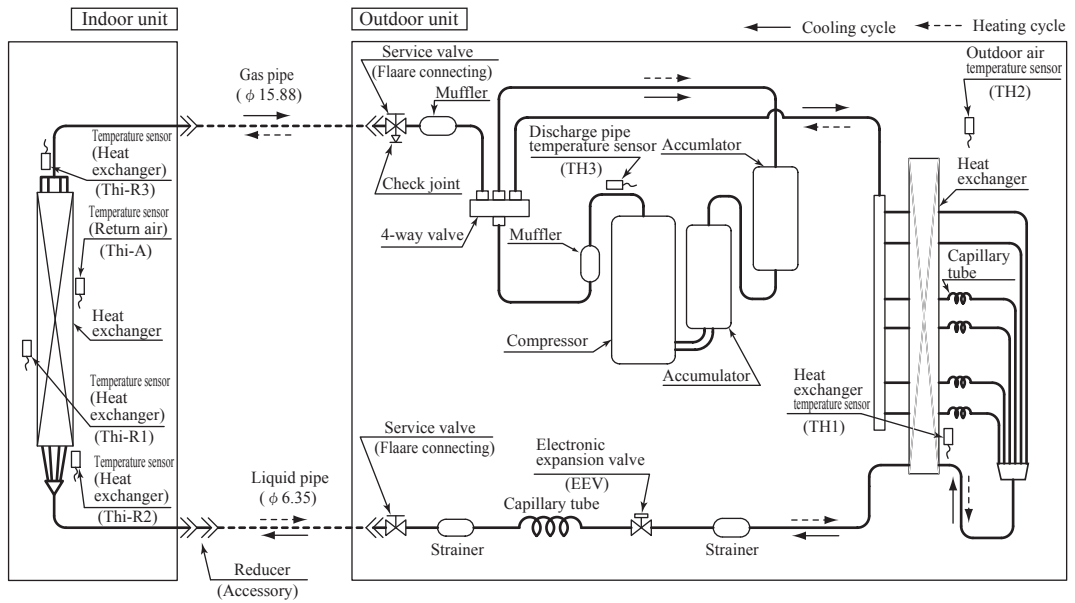 Indoor unit
Outdoor unit
Cooling cycle
Heating cycle
Service valve
(Flaare connecting)
Muffler
Gas pipe
( ϕ 15.88)
Outdoor air
temperature sensor
(TH2)
Temperature sensor
(Heat
exchanger)
(Thi-R3)
Discharge pipe
temperature sensor
(TH3)
Accumlator
Heat
exchanger
Check joint
Temperature sensor
(Return air)
(Thi-A)
4-way valve
Muffler
Capillary
tube
Heat
exchanger
Compressor
Accumulator
Temperature sensor
(Heat
exchanger)
(Thi-R1)
Heat
exchanger
temperature sensor
(TH1)
Service valve
(Flaare connecting)
Electronic
expansion valve
(EEV)
Temperature sensor
(Heat
exchanger)
(Thi-R2)
Liquid pipe
( ϕ 6.35)
Capillary tube
Strainer
Strainer
Reducer
(Accessory)